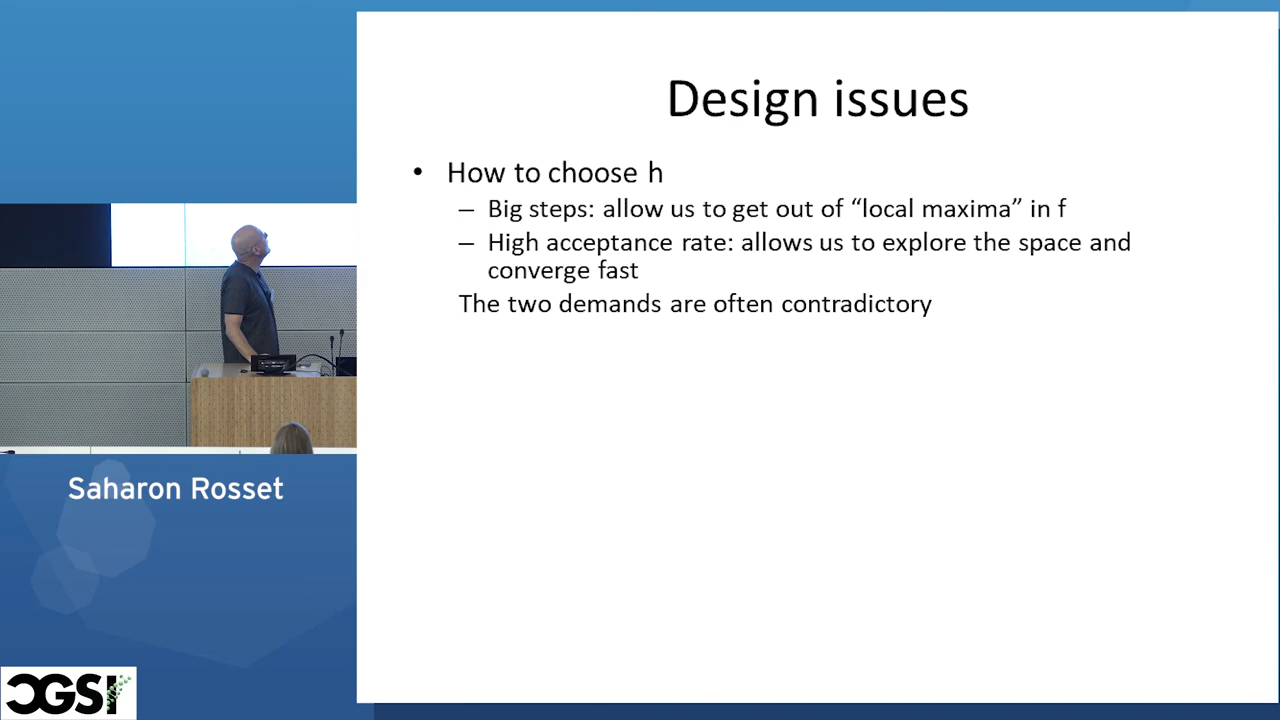 Design issues
• How to choose h
– Big steps: allow us to get out of “local maxima” in f
– High acceptance rate: allows us to explore the space and
converge fast
The two demands are often contradictory
Saharon Rosset
CGSI